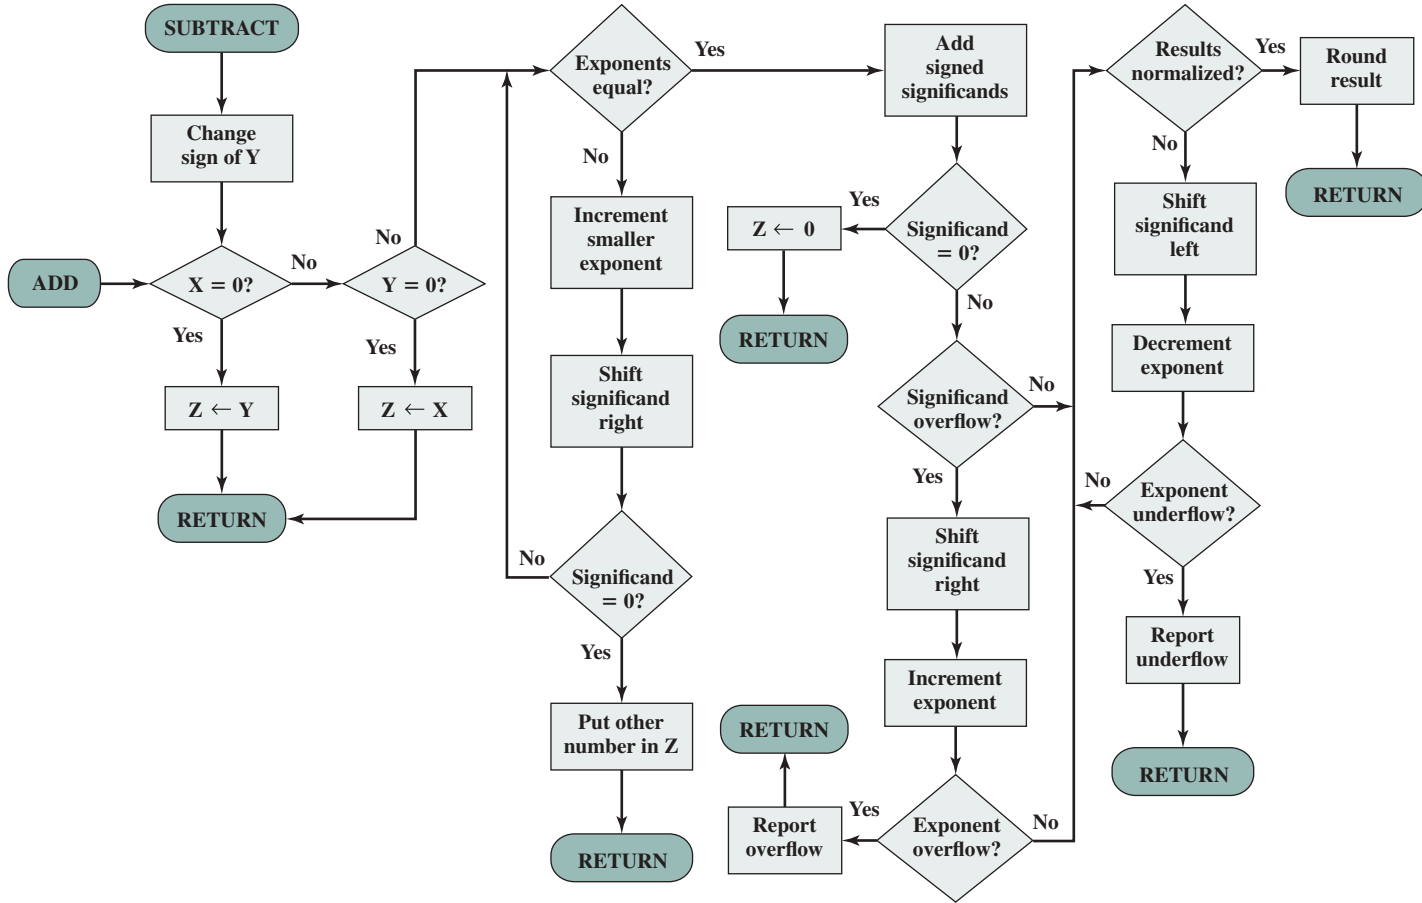 SUBTRACT
Change
sign of Y
ADD
X = 0?
No
Y = 0?
No
Yes
Yes
Z ← Y
Z ← X
RETURN
Exponents
equal?
Yes
No
Increment
smaller
exponent
Shift
significand
right
No
Significand
= 0?
Yes
Put other
number in Z
RETURN
Add
signed
significands
Yes
Significand
= 0?
Z ← 0
RETURN
No
Significand
overflow?
No
Yes
Shift
significand
right
Increment
exponent
RETURN
Yes
Report
overflow
Exponent
overflow?
No
Results
normalized?
Yes
Round
result
RETURN
No
Shift
significand
left
Decrement
exponent
No
Exponent
underflow?
Yes
Report
underflow
RETURN